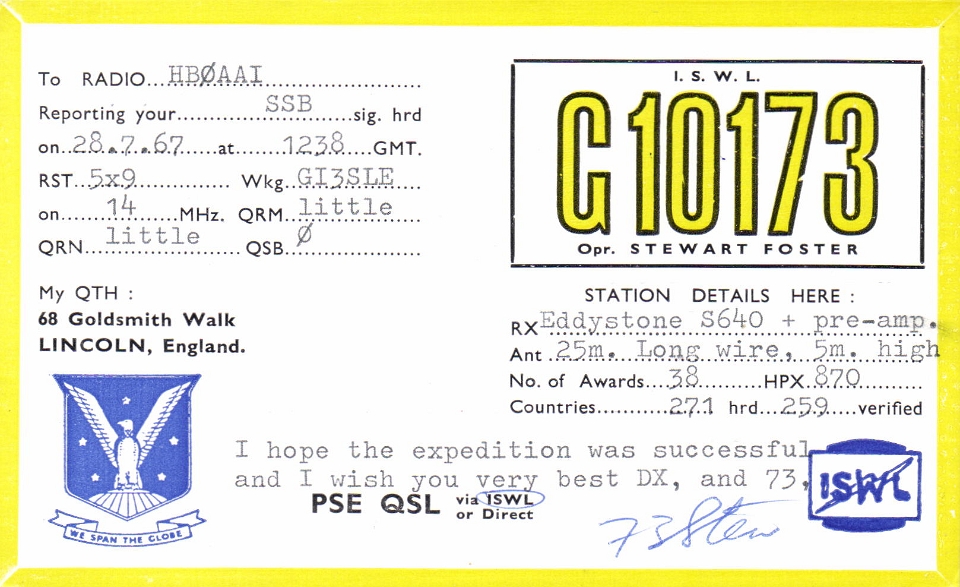 To RADIO...HBØAAI
Reporting your...SSB...sig. hrd
on..28.7.67....at....1238...GMT.
RST..5x9............ Wkg..GI3SLE...
on......14......MHz. QRM..little...
QRN...little..... QSB..Ø
My QTH :
68 Goldsmith Walk
LINCOLN, England.
I. S. W. L.
G10173
Opr. STEWART FOSTER
STATION DETAILS HERE :
RX Eddystone S640 + pre-amp.
Ant ..25m. Long wire, 5m. high
No. of Awards...38......HPX..870
Countries..........271 hrd...259....verified
I hope the expedition was successful
and I wish you very best DX, and 73,
PSE QSL via ISWL
or Direct
73 Stew
WE SPAN THE GLOBE
ISWL